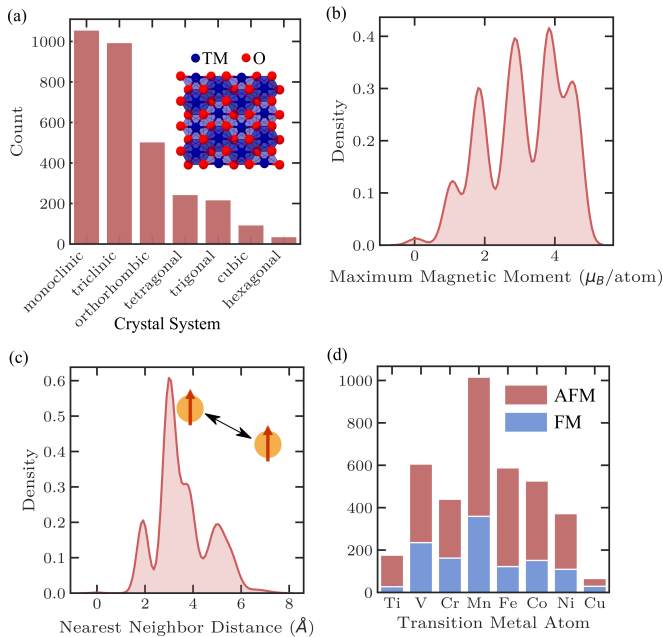 (a)
1000
800
600
400
200
0
Count
TM O
monoclinic
triclinic
orthorhombic
tetragonal
trigonal
cubic
hexagonal
Crystal System
(b)
0.4
0.3
0.2
0.1
0.0
Density
0 2 4
Maximum Magnetic Moment (μB/atom)
(c)
0.6
0.5
0.4
0.3
0.2
0.1
0.0
Density
0 2 4 6 8
Nearest Neighbor Distance (Å)
(d)
1000
800
600
400
200
0
AFM
FM
Ti V Cr Mn Fe Co Ni Cu
Transition Metal Atom